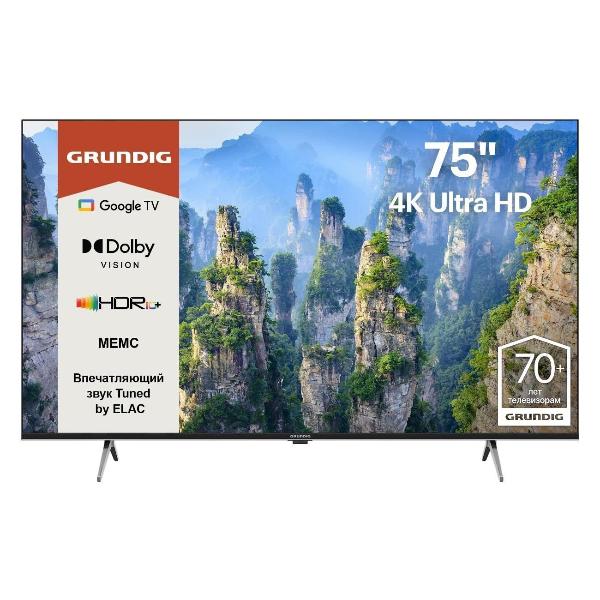 GRUNDIG
Google TV
Dolby
VISION
HDR10+
MEMC
Впечатляющий
звук Tuned
by ELAC
75"
4K Ultra HD
70+
лет
телевизорам
GRUNDIG
GRUNDIG